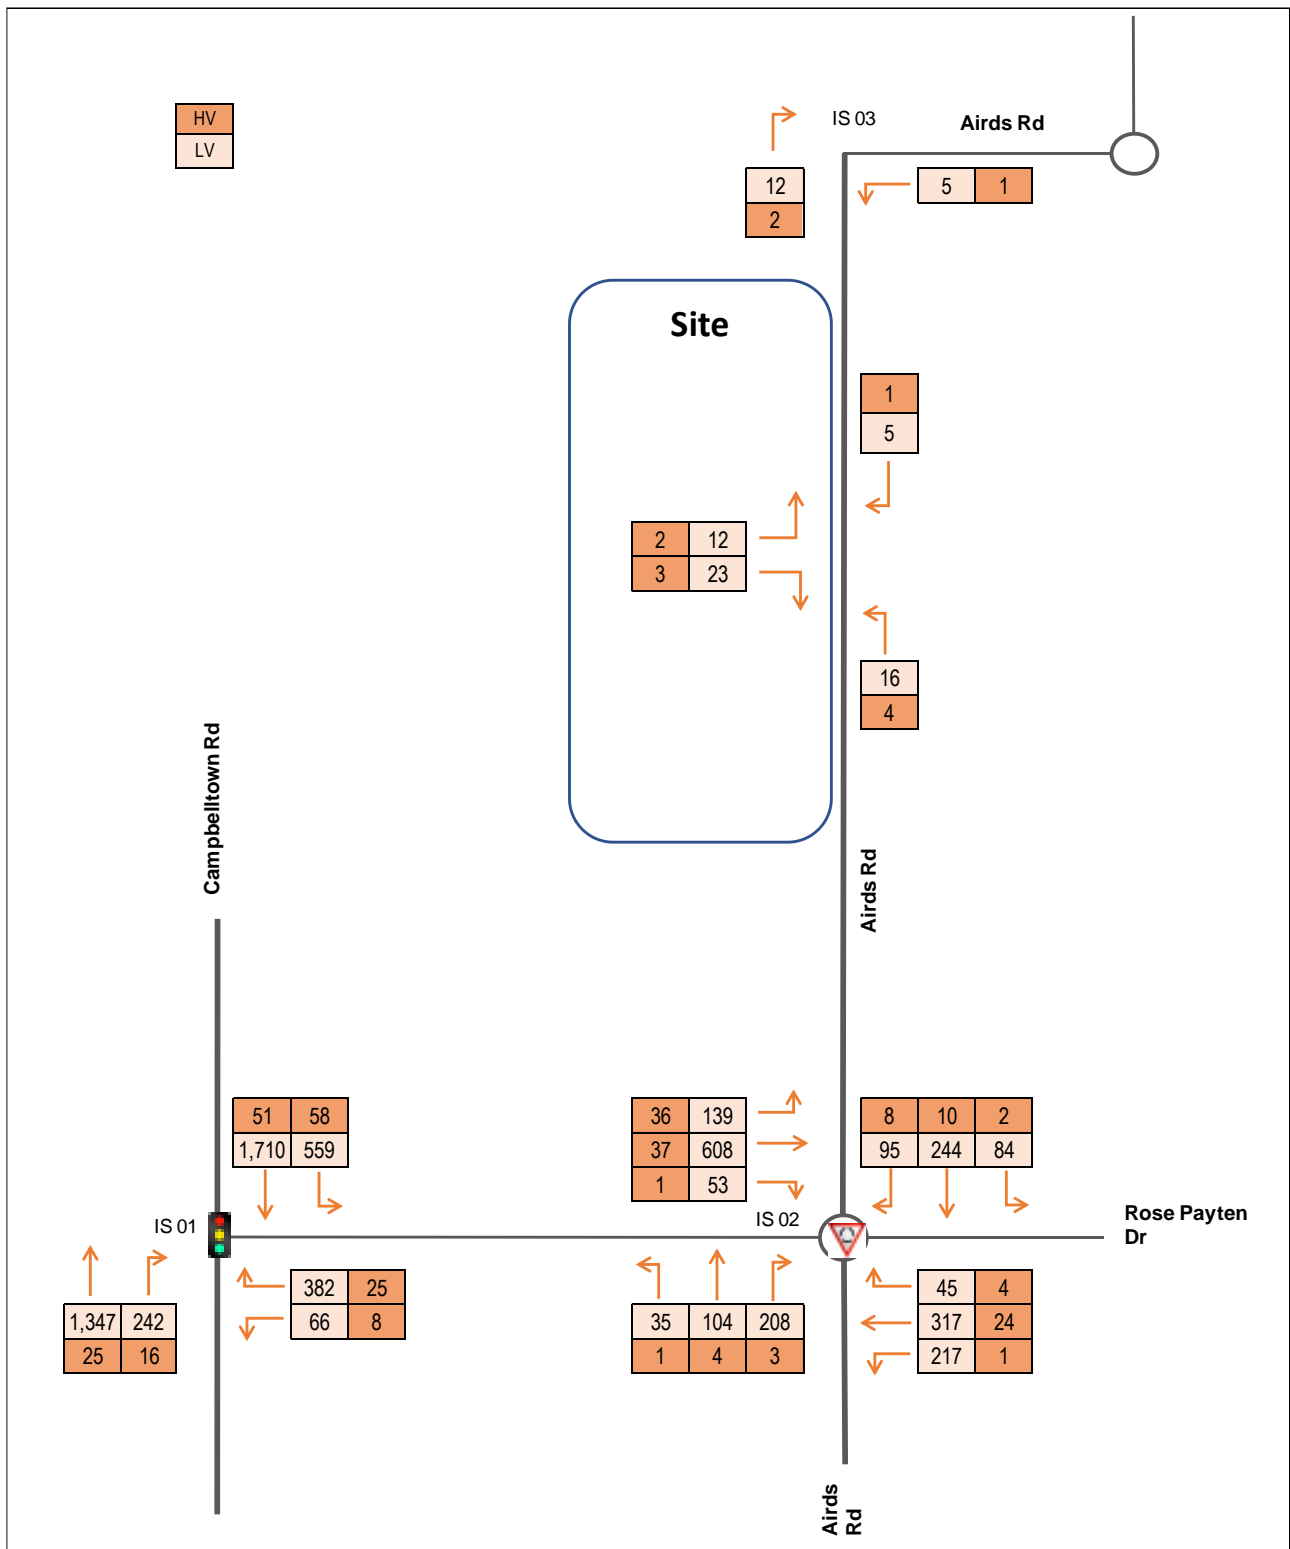 HV
LV
IS 03
Airds Rd
12
2
5 1
Site
1
5
2 12
3 23
16
4
Campbelltown Rd
Airds Rd
51 58
1,710 559
36 139
37 608
1 53
8 10 2
95 244 84
IS 01
IS 02
Rose Payten
Dr
1,347 242
25 16
382 25
66 8
35 104 208
1 4 3
45 4
317 24
217 1
Airds
Rd